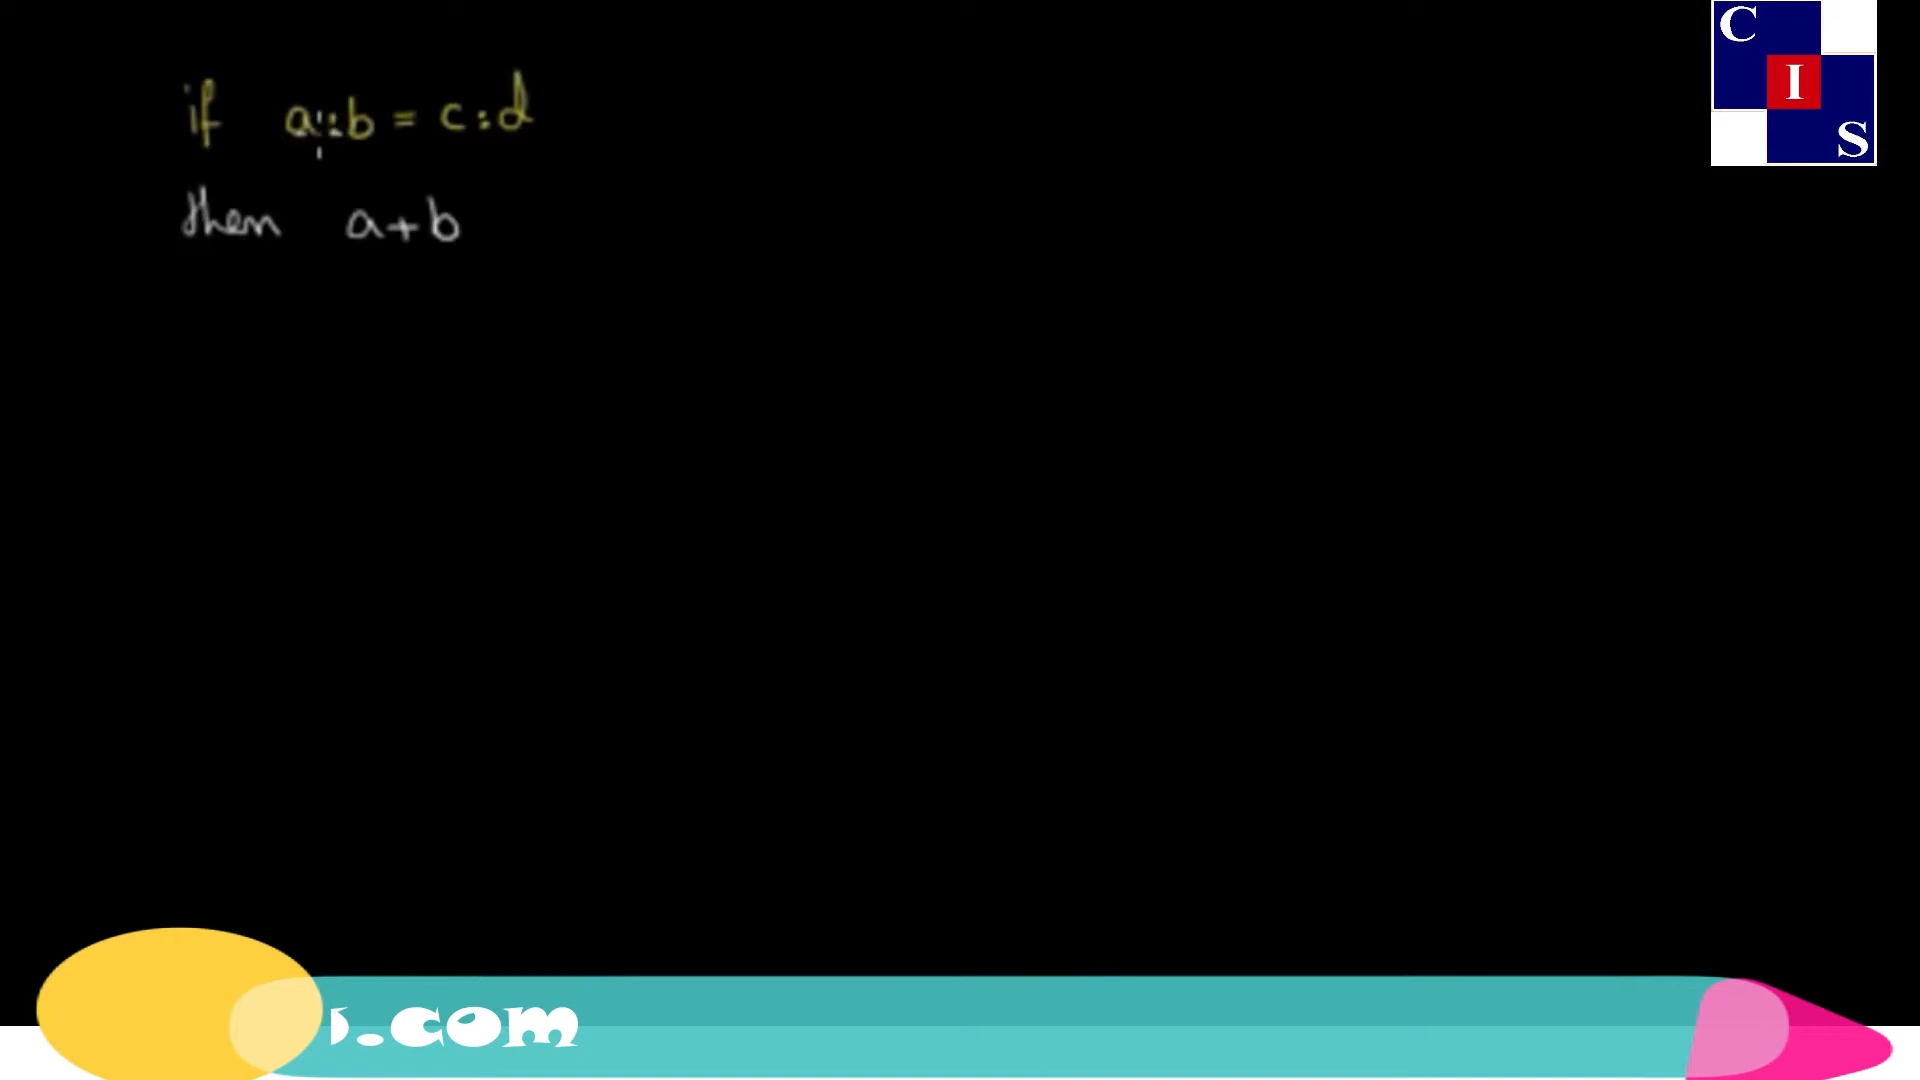 if a:b = c:d
then a+b
C
I
S
.com